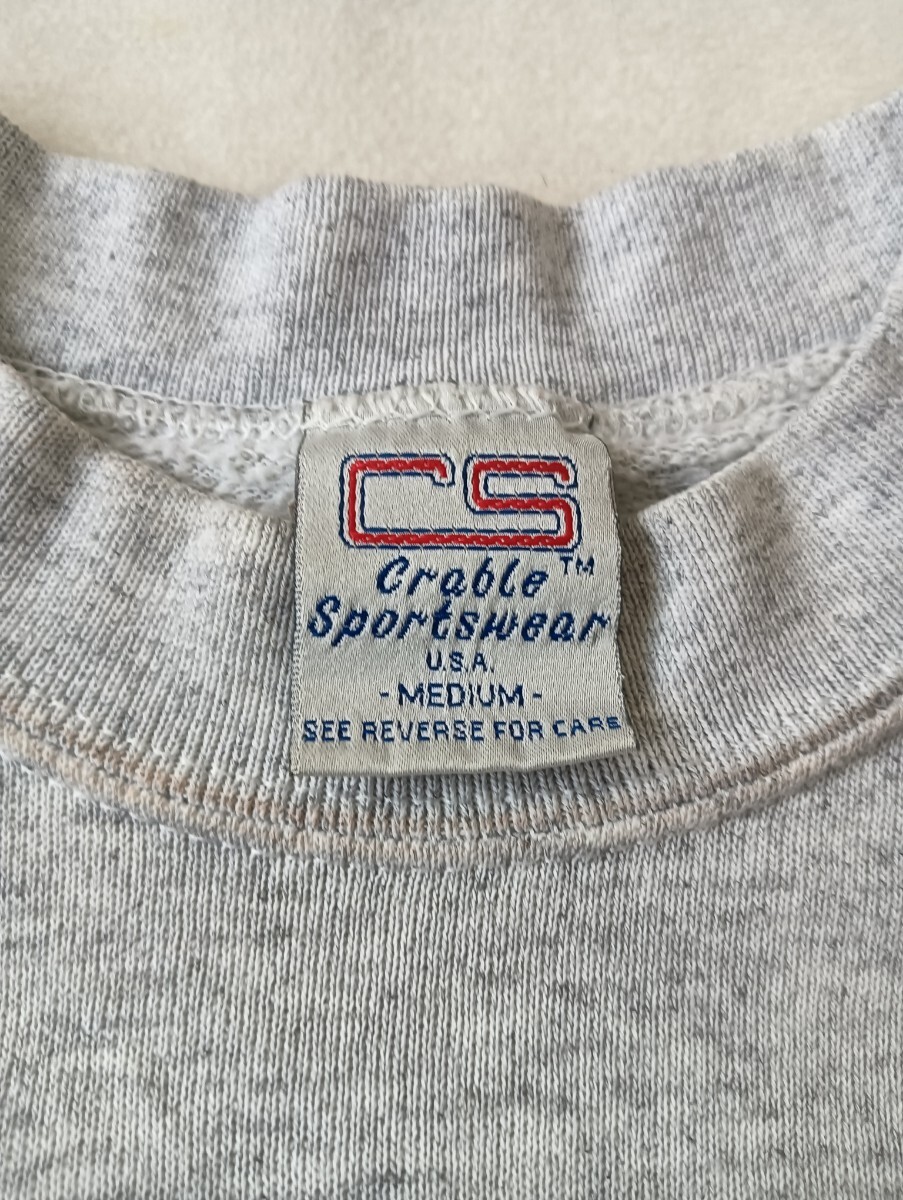 CS
Crable™
Sportswear
U.S.A.
- MEDIUM -
SEE REVERSE FOR CARE